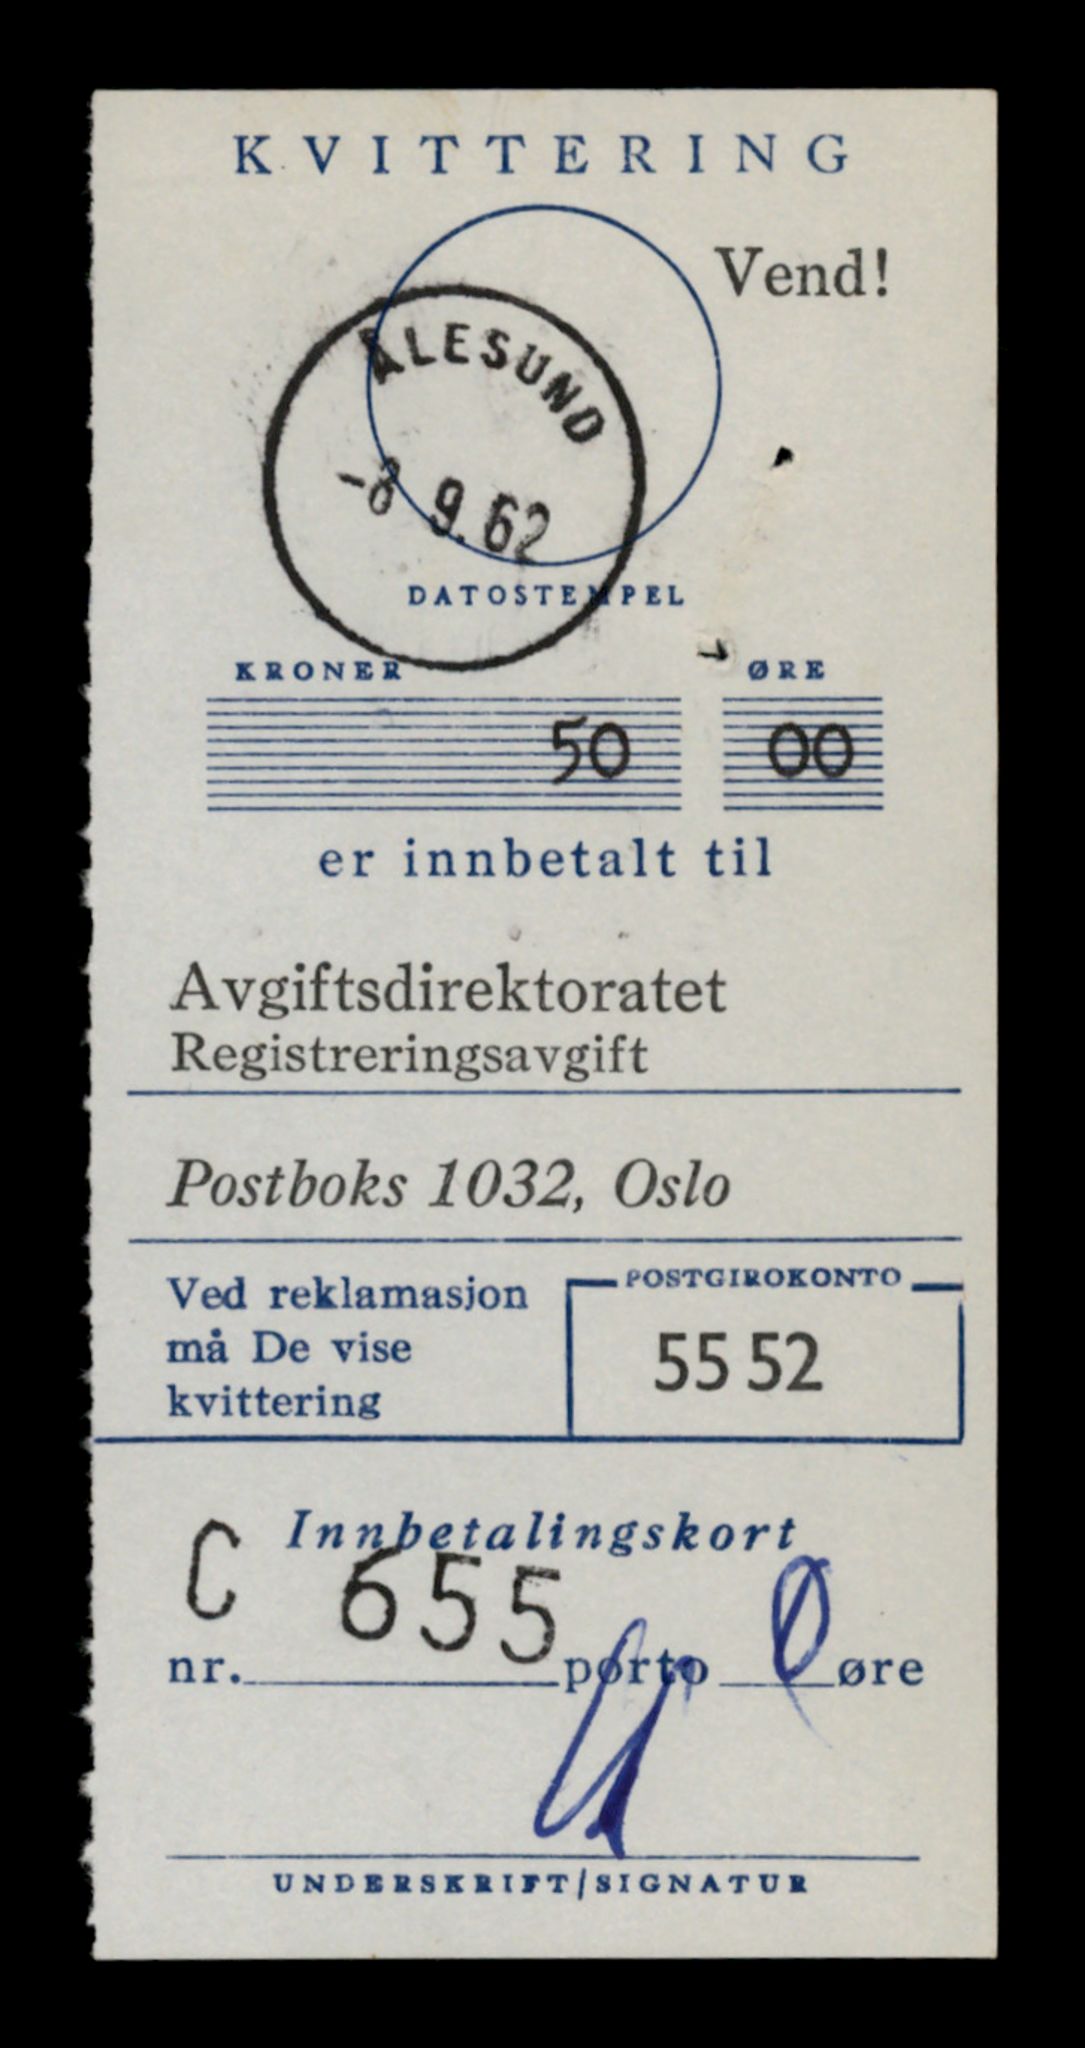 KVITTERING
Vend!
ÅLESUND
-8 9.62
DATOSTEMPEL
KRONER ØRE
50 00
er innbetalt til
Avgiftsdirektoratet
Registreringsavgift
Postboks 1032, Oslo
Ved reklamasjon
må De vise
kvittering
POSTGIROKONTO
55 52
Innbetalingskort
C 655
nr. porto 0 øre
UNDERSKRIFT/SIGNATUR